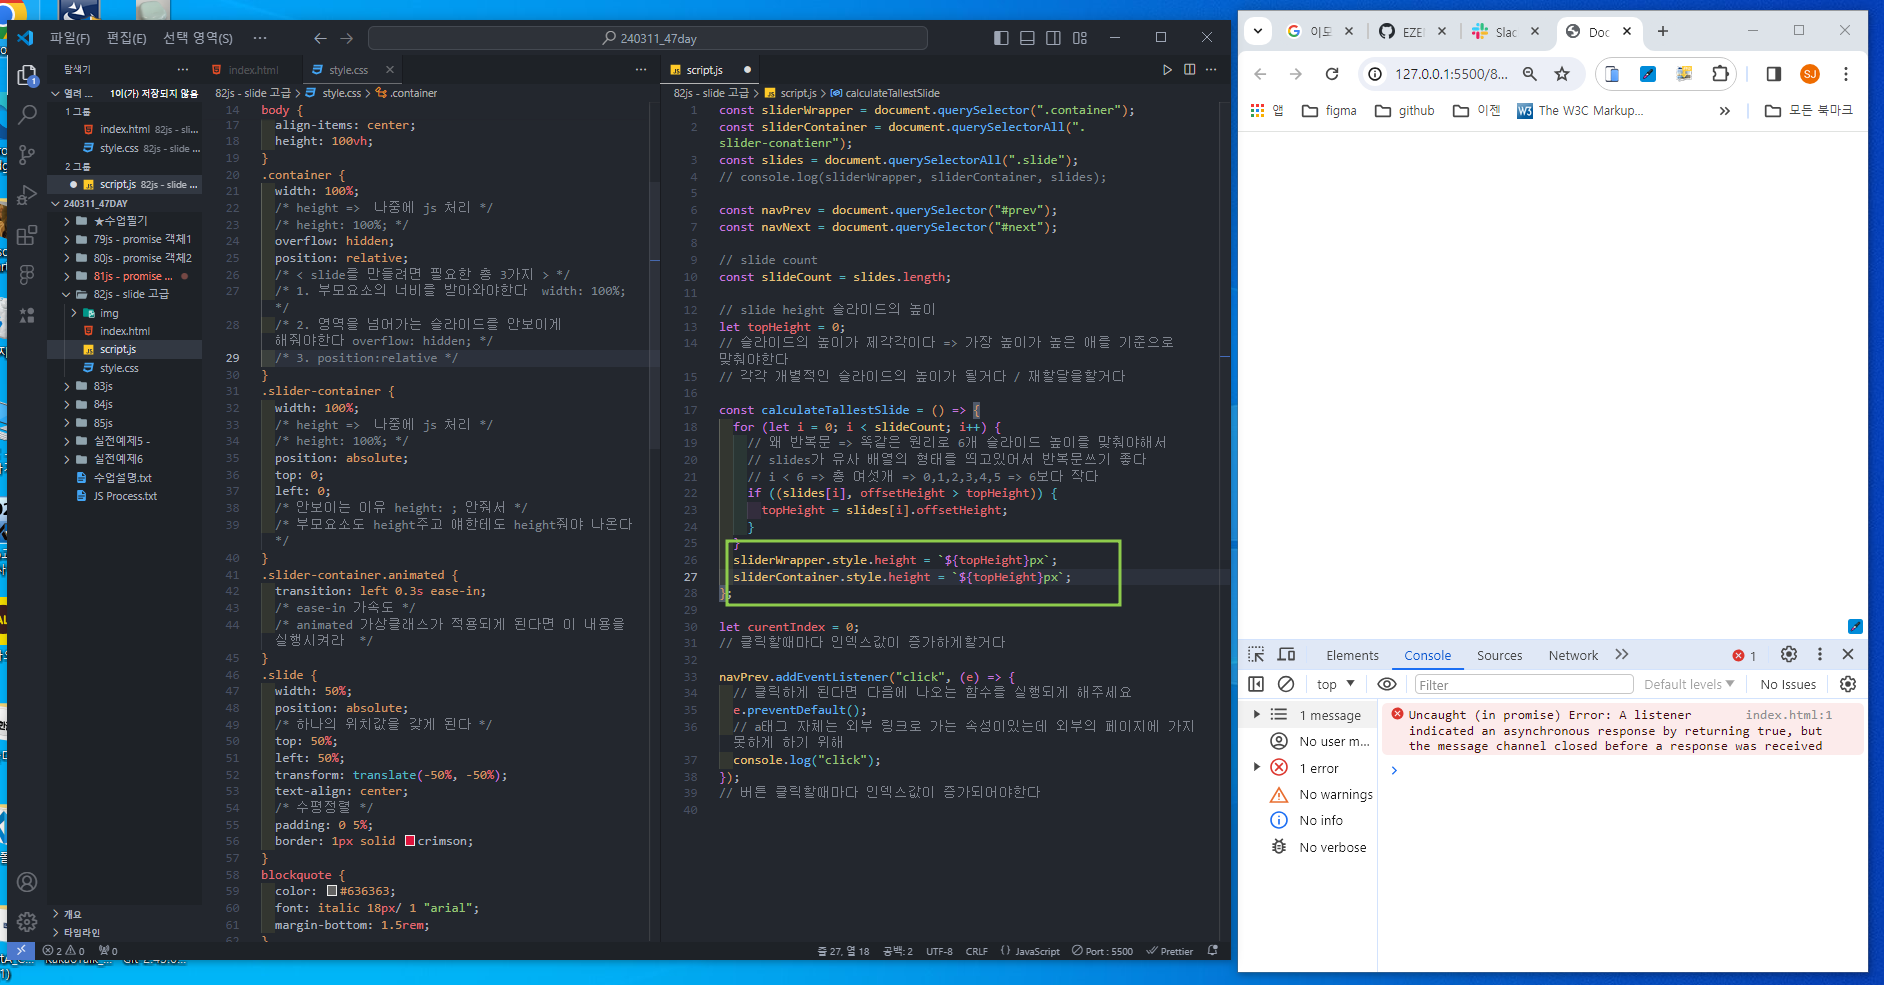 파일(F) 편집(E) 선택 영역(S) ··· 240311_47day
탐색기 ···
열려 ... 1이(가) 저장되지 않음
1 그룹
index.html 82js - sli...
style.css 82js - slide ...
2 그룹
script.js 82js - slide ...
240311_47DAY
★수업필기
79js - promise 객체1
80js - promise 객체2
81js - promise ...
82js - slide 고급
img
index.html
script.js
style.css
83js
84js
85js
실전예제5 -
실전예제6
수업설명.txt
JS Process.txt
개요
타임라인
index.html
style.css
82js - slide 고급 > style.css > .container
14 body {
17 align-items: center;
18 height: 100vh;
19 }
20 .container {
21 width: 100%;
22 /* height => 나중에 js 처리 */
23 /* height: 100%; */
24 overflow: hidden;
25 position: relative;
26 /* < slide를 만들려면 필요한 총 3가지 > */
27 /* 1. 부모요소의 너비를 받아와야한다 width: 100%;
*/
28 /* 2. 영역을 넘어가는 슬라이드를 안보이게
해줘야한다 overflow: hidden; */
29 /* 3. position:relative */
30 }
31 .slider-container {
32 width: 100%;
33 /* height => 나중에 js 처리 */
34 /* height: 100%; */
35 position: absolute;
36 top: 0;
37 left: 0;
38 /* 안보이는 이유 height: ; 안줘서 */
39 /* 부모요소도 height주고 얘한테도 height줘야 나온다
*/
40 }
41 .slider-container.animated {
42 transition: left 0.3s ease-in;
43 /* ease-in 가속도 */
44 /* animated 가상클래스가 적용되게 된다면 이 내용을
실행시켜라 */
45 }
46 .slide {
47 width: 50%;
48 position: absolute;
49 /* 하나의 위치값을 갖게 된다 */
50 top: 50%;
51 left: 50%;
52 transform: translate(-50%, -50%);
53 text-align: center;
54 /* 수평정렬 */
55 padding: 0 5%;
56 border: 1px solid crimson;
57 }
58 blockquote {
59 color: #636363;
60 font: italic 18px/ 1 "arial";
61 margin-bottom: 1.5rem;
62 }
script.js
82js - slide 고급 > script.js > calculateTallestSlide
1 const sliderWrapper = document.querySelector(".container");
2 const sliderContainer = document.querySelectorAll(".
slider-conatienr");
3 const slides = document.querySelectorAll(".slide");
4 // console.log(sliderWrapper, sliderContainer, slides);
5
6 const navPrev = document.querySelector("#prev");
7 const navNext = document.querySelector("#next");
8
9 // slide count
10 const slideCount = slides.length;
11
12 // slide height 슬라이드의 높이
13 let topHeight = 0;
14 // 슬라이드의 높이가 제각각이다 => 가장 높이가 높은 애를 기준으로
맞춰야한다
15 // 각각 개별적인 슬라이드의 높이가 될거다 / 재할달을할거다
16
17 const calculateTallestSlide = () => {
18 for (let i = 0; i < slideCount; i++) {
19 // 왜 반복문 => 똑같은 원리로 6개 슬라이드 높이를 맞춰야해서
20 // slides가 유사 배열의 형태를 띄고있어서 반복문쓰기 좋다
21 // i < 6 => 총 여섯개 => 0,1,2,3,4,5 => 6보다 작다
22 if ((slides[i], offsetHeight > topHeight)) {
23 topHeight = slides[i].offsetHeight;
24 }
25 }
26 sliderWrapper.style.height = `${topHeight}px`;
27 sliderContainer.style.height = `${topHeight}px`;
28 };
29
30 let curentIndex = 0;
31 // 클릭할때마다 인덱스값이 증가하게할거다
32
33 navPrev.addEventListener("click", (e) => {
34 // 클릭하게 된다면 다음에 나오는 함수를 실행되게 해주세요
35 e.preventDefault();
36 // a태그 자체는 외부 링크로 가는 속성이있는데 외부의 페이지에 가지
못하게 하기 위해
37 console.log("click");
38 });
39 // 버튼 클릭할때마다 인덱스값이 증가되어야한다
40
2 0 0 줄 27, 열 18 공백: 2 UTF-8 CRLF JavaScript Port : 5500 Prettier
EZE
Slac
Doc
127.0.0.1:5500/8...
SJ
앱 figma github 이젠 The W3C Markup... 모든 북마크
Elements Console Sources Network 1
top Filter Default levels No Issues
1 message
No user m...
1 error
No warnings
No info
No verbose
Uncaught (in promise) Error: A listener index.html:1
indicated an asynchronous response by returning true, but
the message channel closed before a response was received